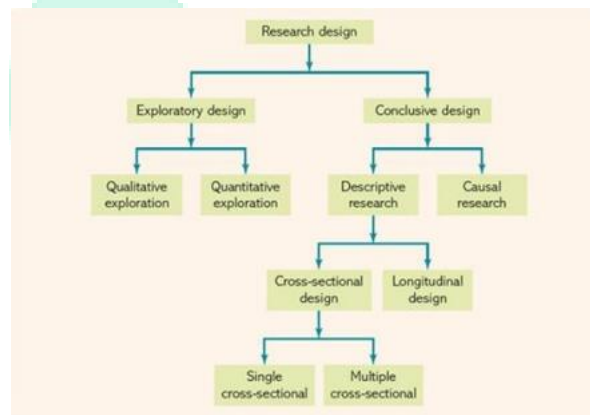 Research design
Exploratory design
Conclusive design
Qualitative
exploration
Quantitative
exploration
Descriptive
research
Causal
research
Cross-sectional
design
Longitudinal
design
Single
cross-sectional
Multiple
cross-sectional